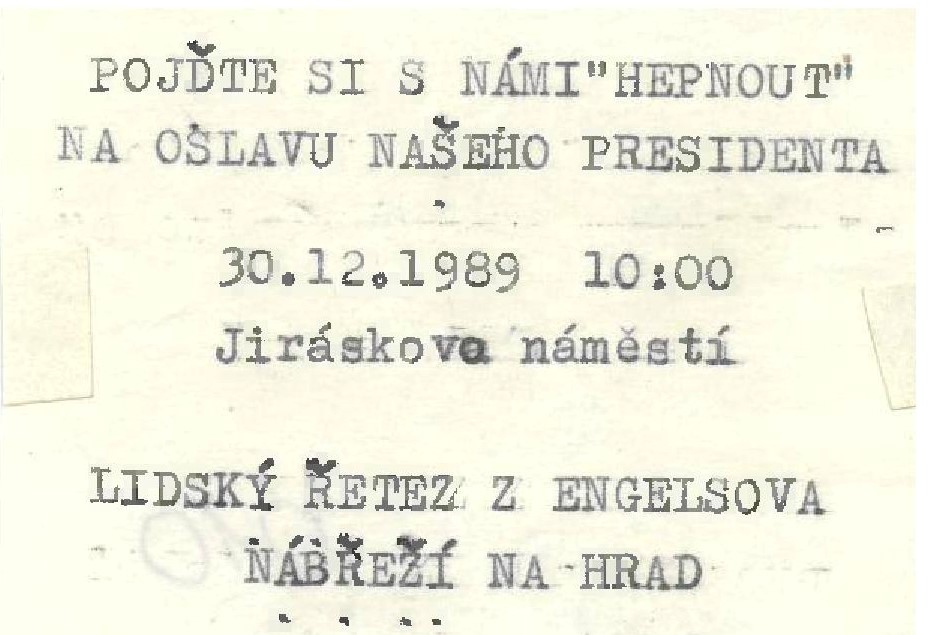 POJĎTE SI S NÁMI"HEPNOUT"
NA OSLAVU NAŠEHO PRESIDENTA
30.12.1989 10:00
Jiráskovo náměstí
LIDSKÝ ŘETEZ Z ENGELSOVA
NÁBŘEŽÍ NA HRAD